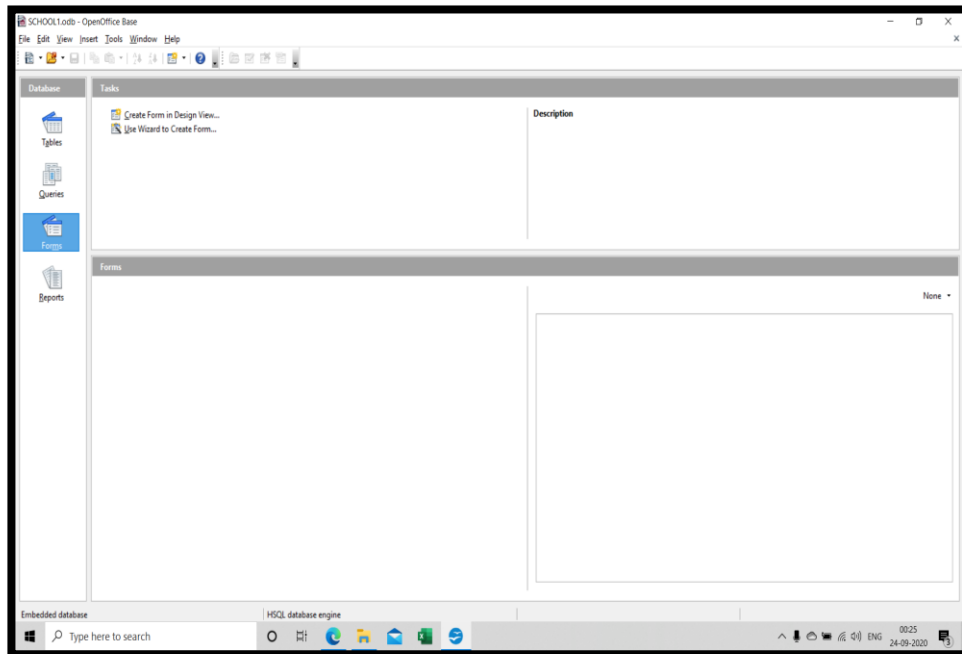 SCHOOL1.odb - OpenOffice Base
File Edit View Insert Tools Window Help
Database
Tasks
Tables
Queries
Forms
Reports
Create Form in Design View...
Use Wizard to Create Form...
Description
Forms
None
Embedded database
HSQL database engine
Type here to search
ENG
00:25
24-09-2020
3